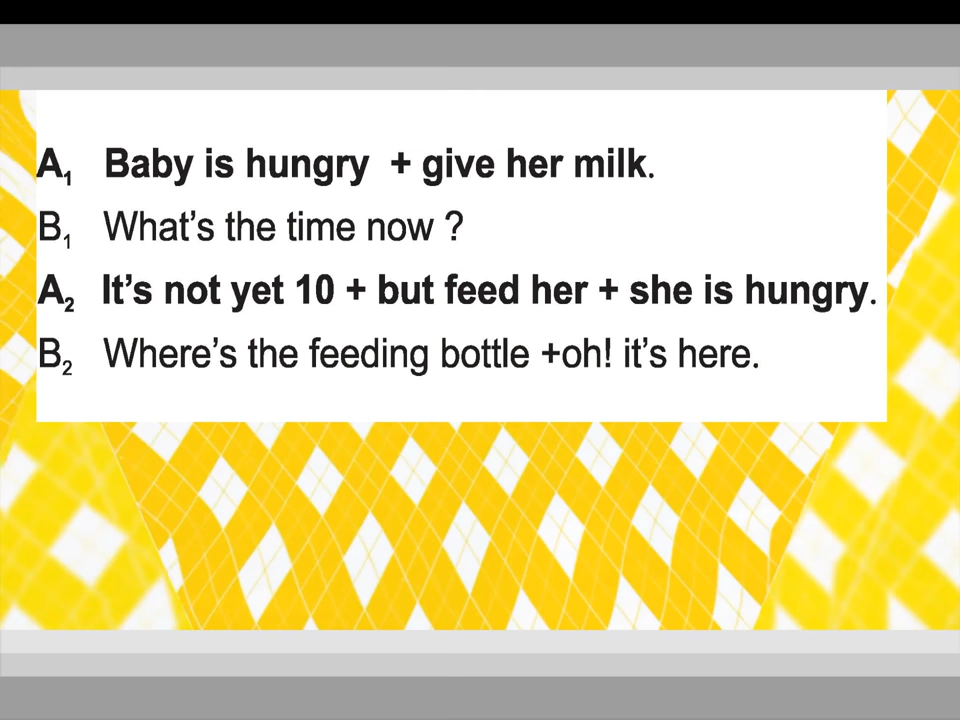 A1 Baby is hungry + give her milk.
B1 What's the time now ?
A2 It's not yet 10 + but feed her + she is hungry.
B2 Where's the feeding bottle +oh! it's here.